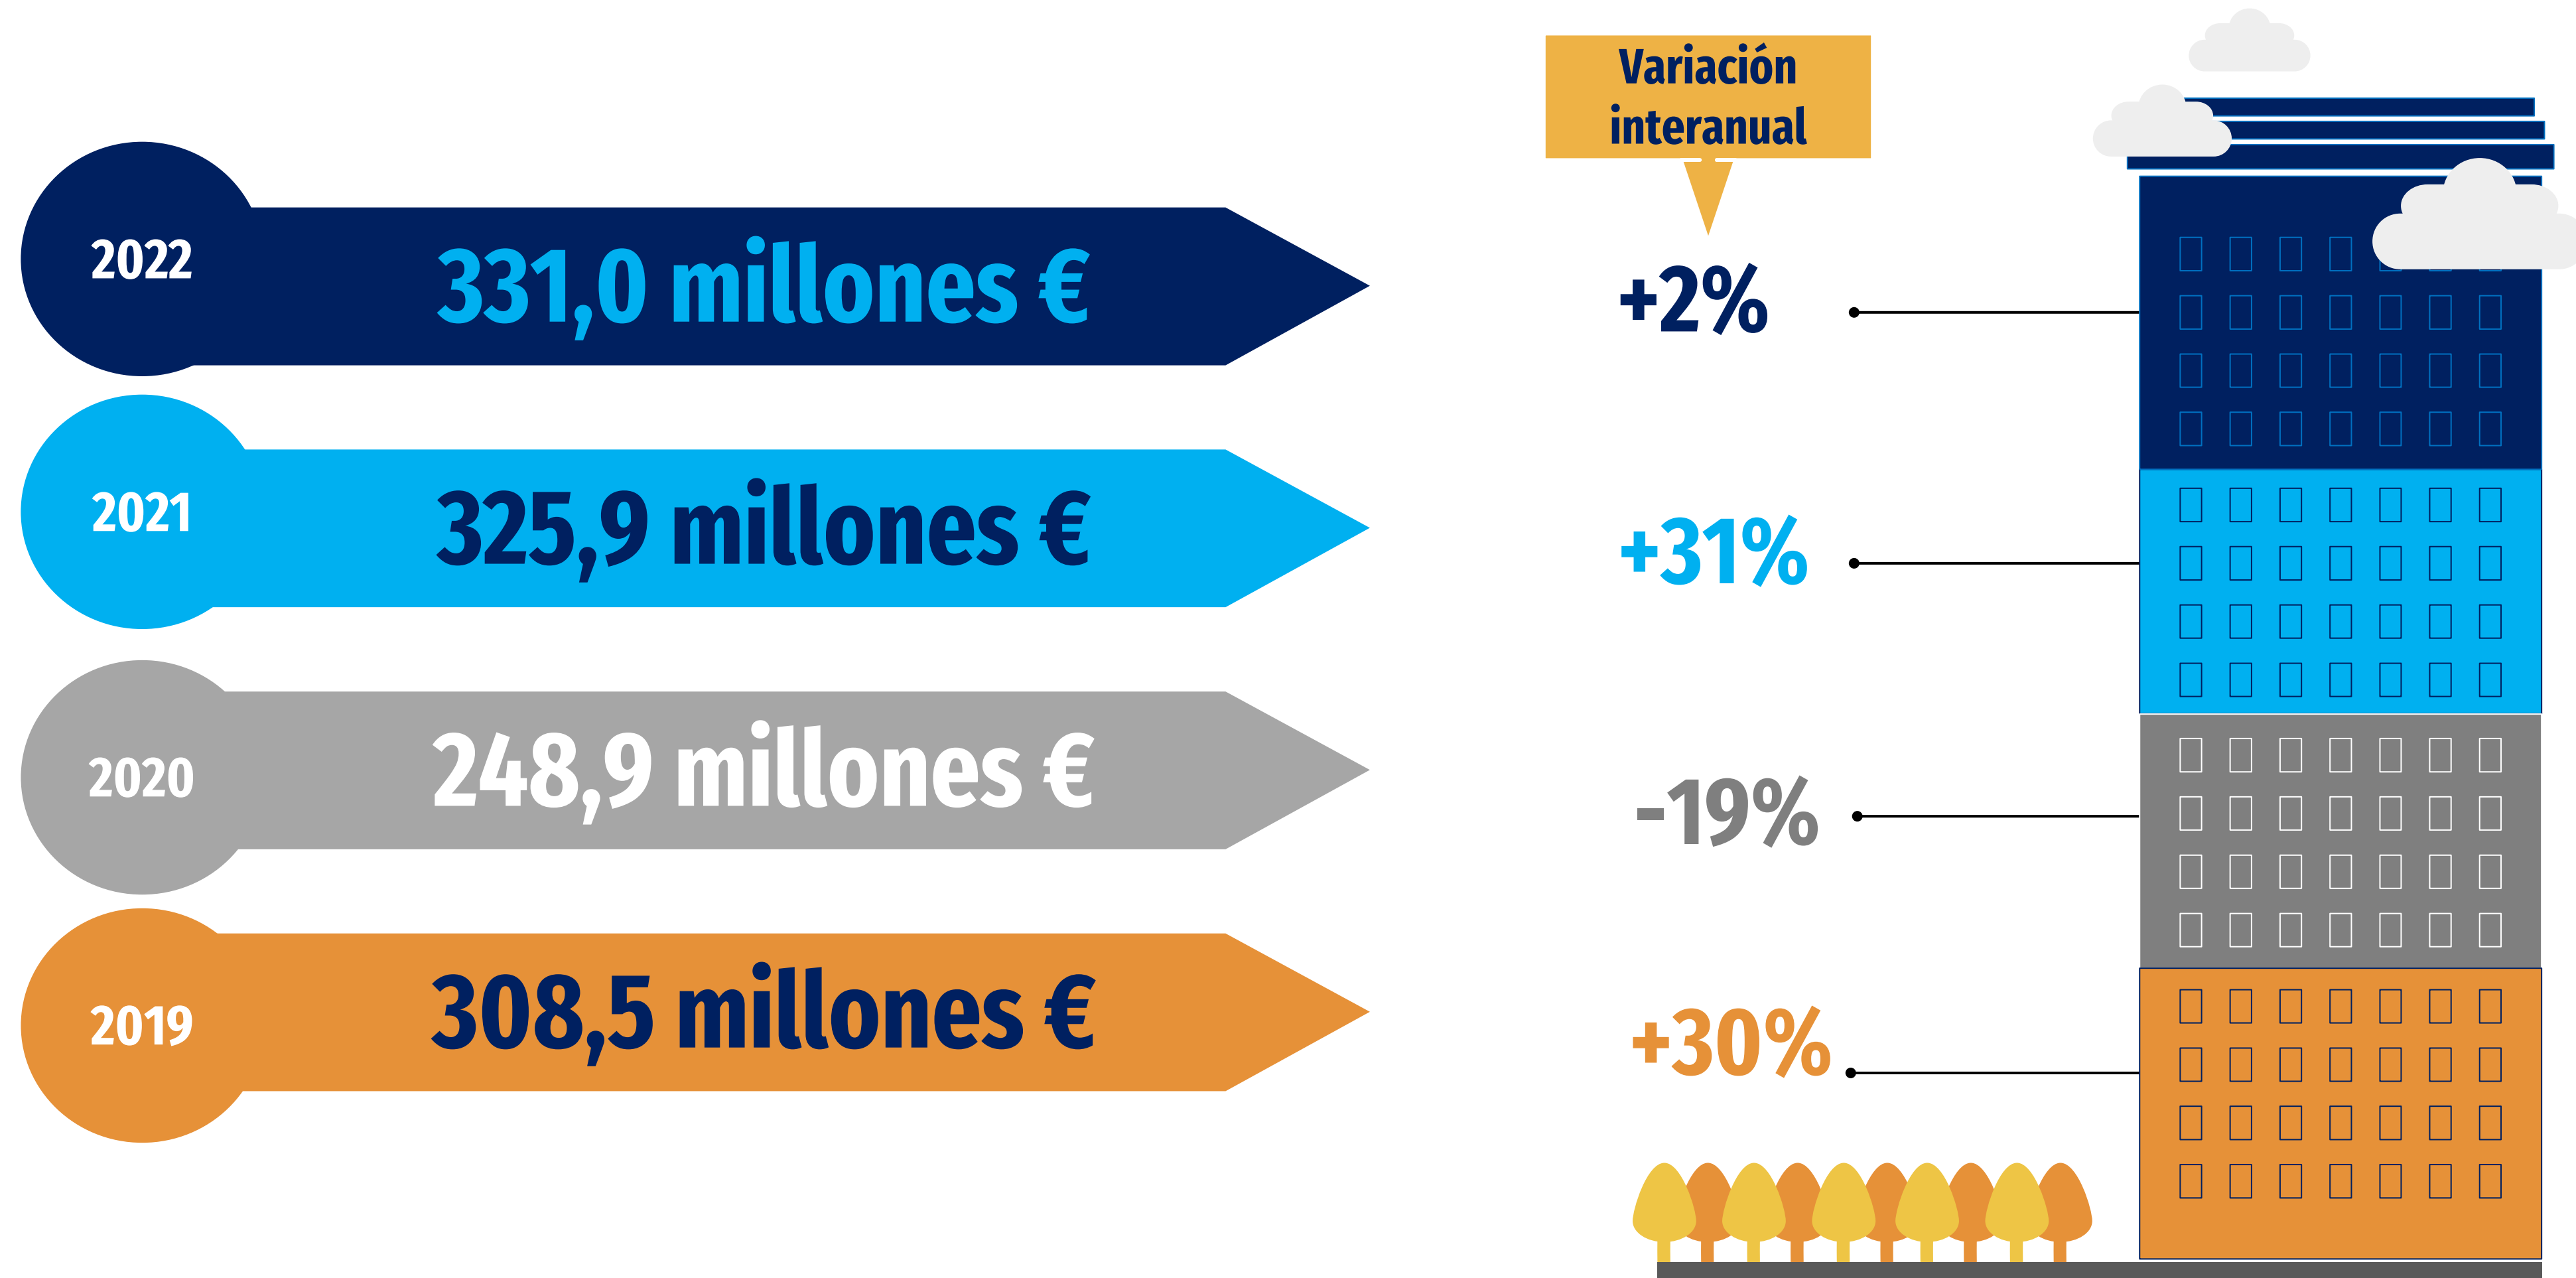 Variación
interanual
2022
331,0 millones €
+2%
2021
325,9 millones €
+31%
2020
248,9 millones €
-19%
2019
308,5 millones €
+30%